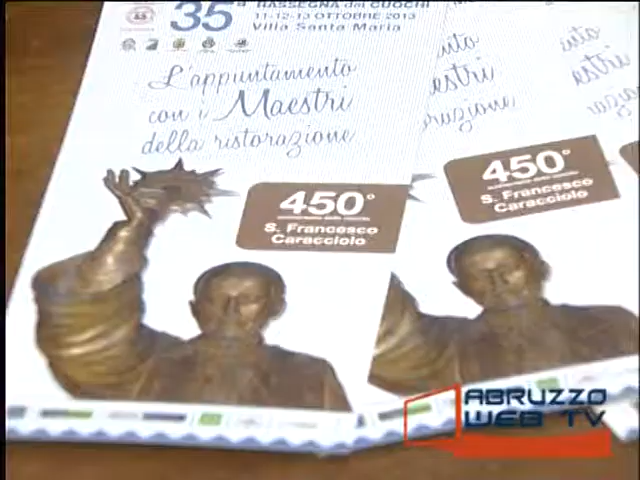 35ª RASSEGNA dei CUOCHI
11-12-13 OTTOBRE 2013
Villa Santa Maria
L'appuntamento
con i Maestri
della ristorazione
450°
S. Francesco
Caracciolo
450°
S. Francesco
Caracciolo
ABRUZZO
WEB TV